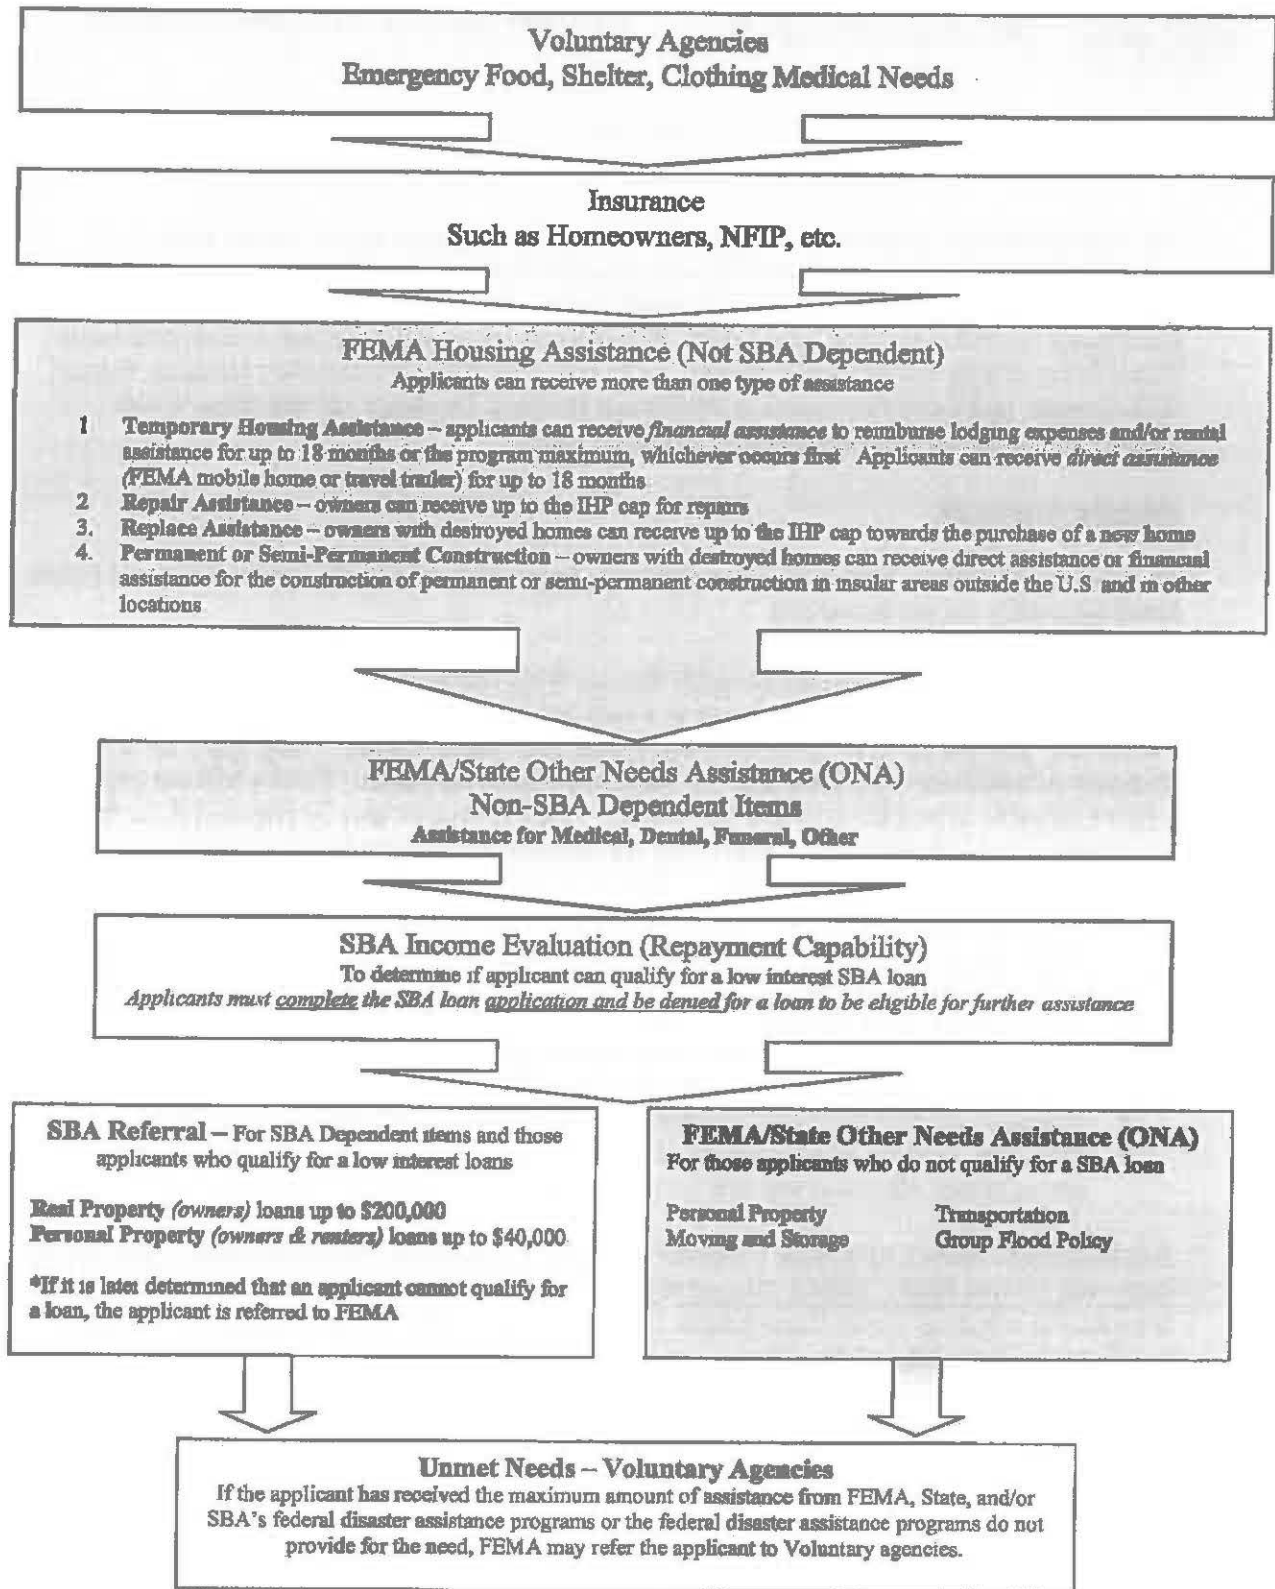 Voluntary Agencies
Emergency Food, Shelter, Clothing Medical Needs
Insurance
Such as Homeowners, NFIP, etc.
FEMA Housing Assistance (Not SBA Dependent)
Applicants can receive more than one type of assistance
1 Temporary Housing Assistance – applicants can receive financial assistance to reimburse lodging expenses and/or rental
assistance for up to 18 months or the program maximum, whichever occurs first Applicants can receive direct assistance
(FEMA mobile home or travel trailer) for up to 18 months
2 Repair Assistance – owners can receive up to the IHP cap for repairs
3. Replace Assistance – owners with destroyed homes can receive up to the IHP cap towards the purchase of a new home
4. Permanent or Semi-Permanent Construction – owners with destroyed homes can receive direct assistance or financial
assistance for the construction of permanent or semi-permanent construction in insular areas outside the U.S. and in other
locations
FEMA/State Other Needs Assistance (ONA)
Non-SBA Dependent Items
Assistance for Medical, Dental, Funeral, Other
SBA Income Evaluation (Repayment Capability)
To determine if applicant can qualify for a low interest SBA loan
Applicants must complete the SBA loan application and be denied for a loan to be eligible for further assistance
SBA Referral – For SBA Dependent items and those
applicants who qualify for a low interest loans
Real Property (owners) loans up to $200,000
Personal Property (owners & renters) loans up to $40,000
*If it is later determined that an applicant cannot qualify for
a loan, the applicant is referred to FEMA
FEMA/State Other Needs Assistance (ONA)
For those applicants who do not qualify for a SBA loan
Personal Property Transportation
Moving and Storage Group Flood Policy
Unmet Needs – Voluntary Agencies
If the applicant has received the maximum amount of assistance from FEMA, State, and/or
SBA's federal disaster assistance programs or the federal disaster assistance programs do not
provide for the need, FEMA may refer the applicant to Voluntary agencies.